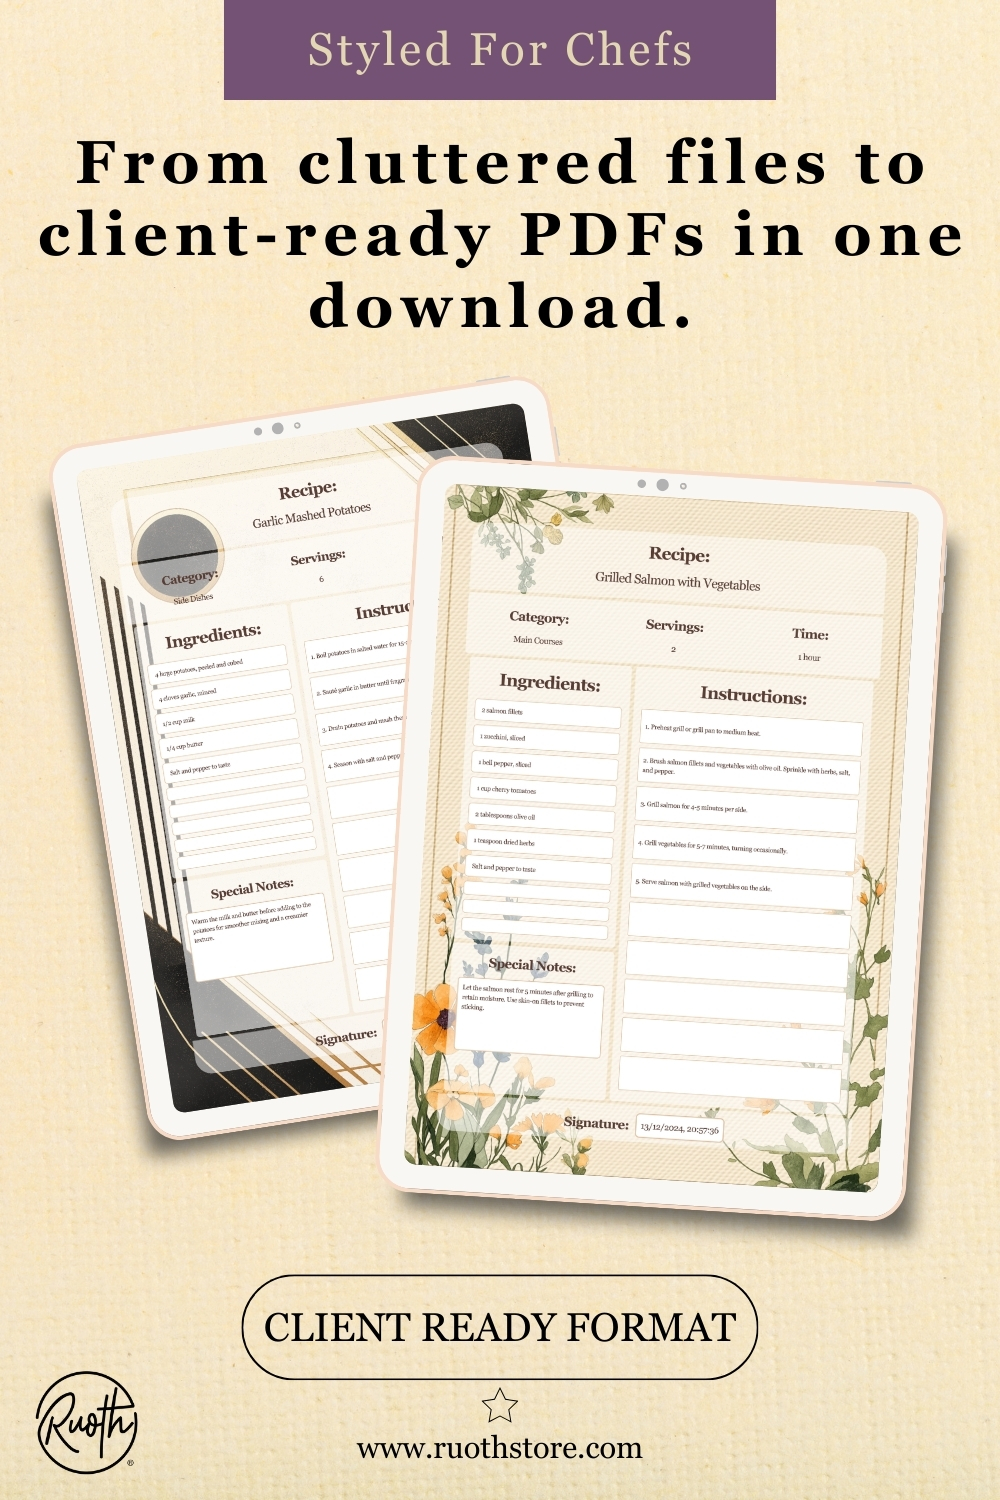 Styled For Chefs
From cluttered files to
client-ready PDFs in one
download.
Recipe:
Garlic Mashed Potatoes
Category:
Side Dishes
Servings:
6
Ingredients:
4 large potatoes, peeled and cubed
4 cloves garlic, minced
1/2 cup milk
1/4 cup butter
Salt and pepper to taste
Special Notes:
Warm the milk and butter before adding to the
potatoes for smoother mixing and a creamier
texture.
1. Boil potatoes in salted water for 15-
2. Sauté garlic in butter until
3. Drain potatoes and mash
4. Season with salt and
Signature:
Recipe:
Grilled Salmon with Vegetables
Category:
Main Courses
Servings:
2
Time:
1 hour
Ingredients:
2 salmon fillets
1 zucchini, sliced
1 bell pepper, sliced
1 cup cherry tomatoes
2 tablespoons olive oil
1 teaspoon dried herbs
Salt and pepper to taste
Special Notes:
Let the salmon rest for 5 minutes after grilling to
retain moisture. Use skin-on fillets to prevent
sticking.
Instructions:
1. Preheat grill or grill pan to medium heat.
2. Brush salmon fillets and vegetables with olive oil. Sprinkle with herbs, salt,
and pepper.
3. Grill salmon for 4-5 minutes per side.
4. Grill vegetables for 5-7 minutes, turning occasionally.
5. Serve salmon with grilled vegetables on the side.
Signature:
13/12/2024, 20:57:36
CLIENT READY FORMAT
Ruoth
®
www.ruothstore.com